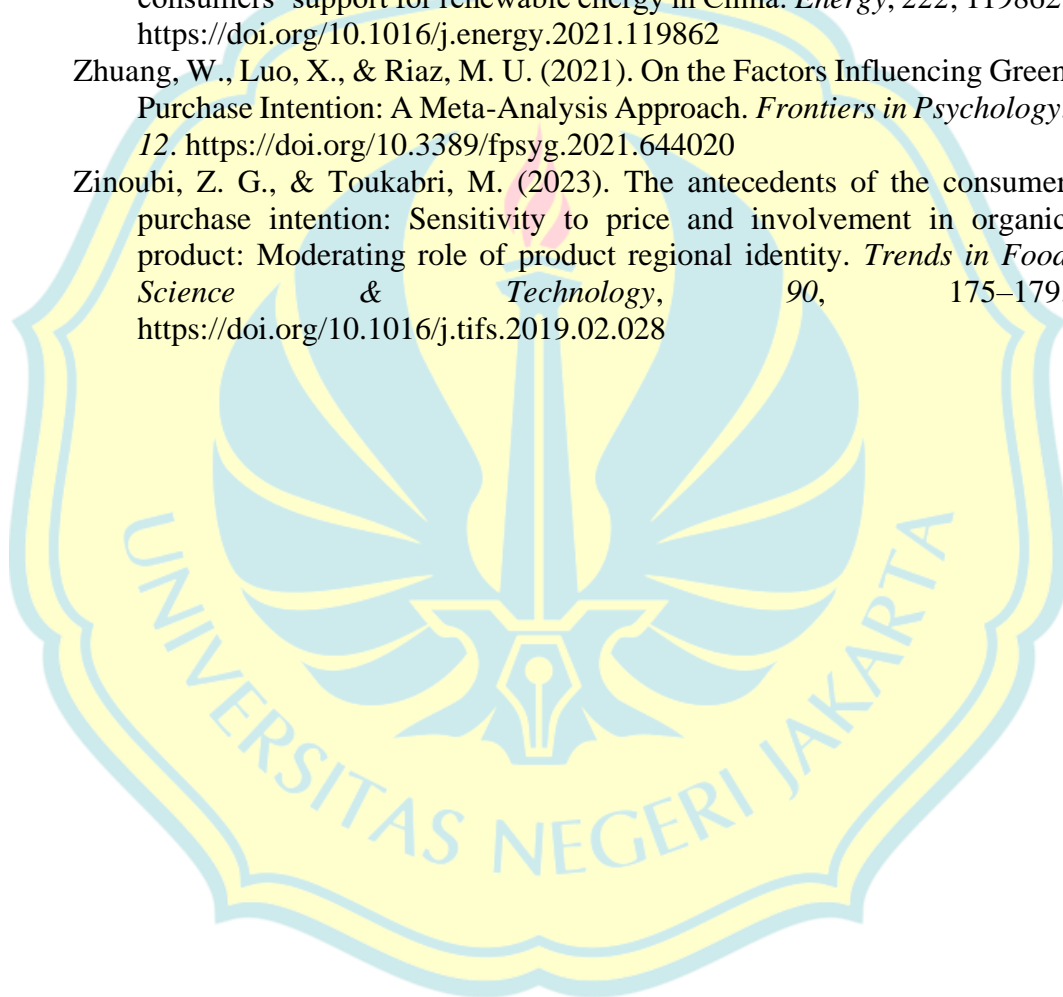 consumers' support for renewable energy in China. Energy, 222, 119862
https://doi.org/10.1016/j.energy.2021.119862
Zhuang, W., Luo, X., & Riaz, M. U. (2021). On the Factors Influencing Green
Purchase Intention: A Meta-Analysis Approach. Frontiers in Psychology,
12. https://doi.org/10.3389/fpsyg.2021.644020
Zinoubi, Z. G., & Toukabri, M. (2023). The antecedents of the consumer
purchase intention: Sensitivity to price and involvement in organic
product: Moderating role of product regional identity. Trends in Food
Science & Technology, 90, 175–179
https://doi.org/10.1016/j.tifs.2019.02.028
UNIVERSITAS NEGERI JAKARTA